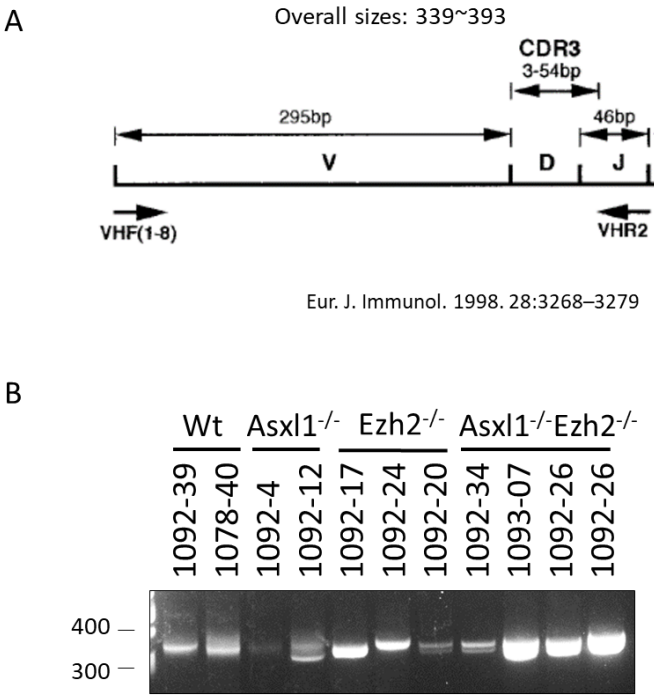 A
Overall sizes: 339~393
CDR3
3-54bp
295bp
46bp
V
D
J
VHF(1-8)
VHR2
Eur. J. Immunol. 1998. 28:3268–3279
B
Wt
Asxl1-/-
Ezh2-/-
Asxl1-/-Ezh2-/-
1092-39
1078-40
1092-4
1092-12
1092-17
1092-24
1092-20
1092-34
1093-07
1092-26
1092-26
400
300